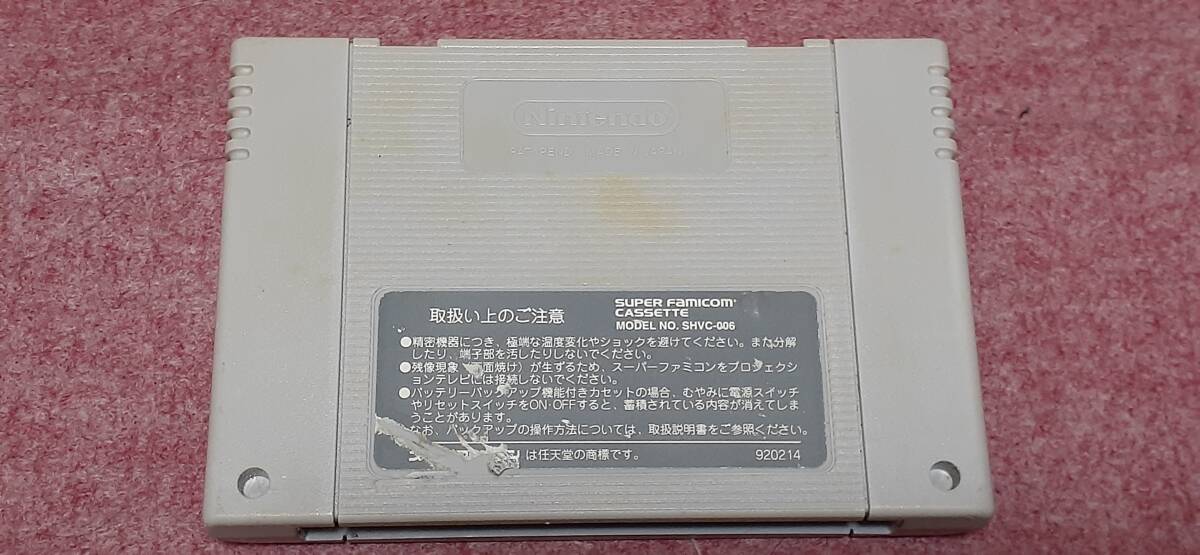 Nintendo
PAT. PEND. MADE IN JAPAN
取扱い上のご注意
SUPER FAMICOM
CASSETTE
MODEL NO. SHVC-006
●精密機器につき、極端な温度変化やショックを避けてください。また分解
したり、端子部を汚したりしないでください。
●残像現象 面焼け）が生ずるため、スーパーファミコンをプロジェクシ
ョンテレビには接続しないでください。
●バッテリーバックアップ機能付きカセットの場合、むやみに電源スイッチ
やリセットスイッチをON・OFFすると、蓄積されている内容が消えてしま
うことがあります。
なお、バックアップの操作方法については、取扱説明書をご参照ください。
は任天堂の商標です。
920214